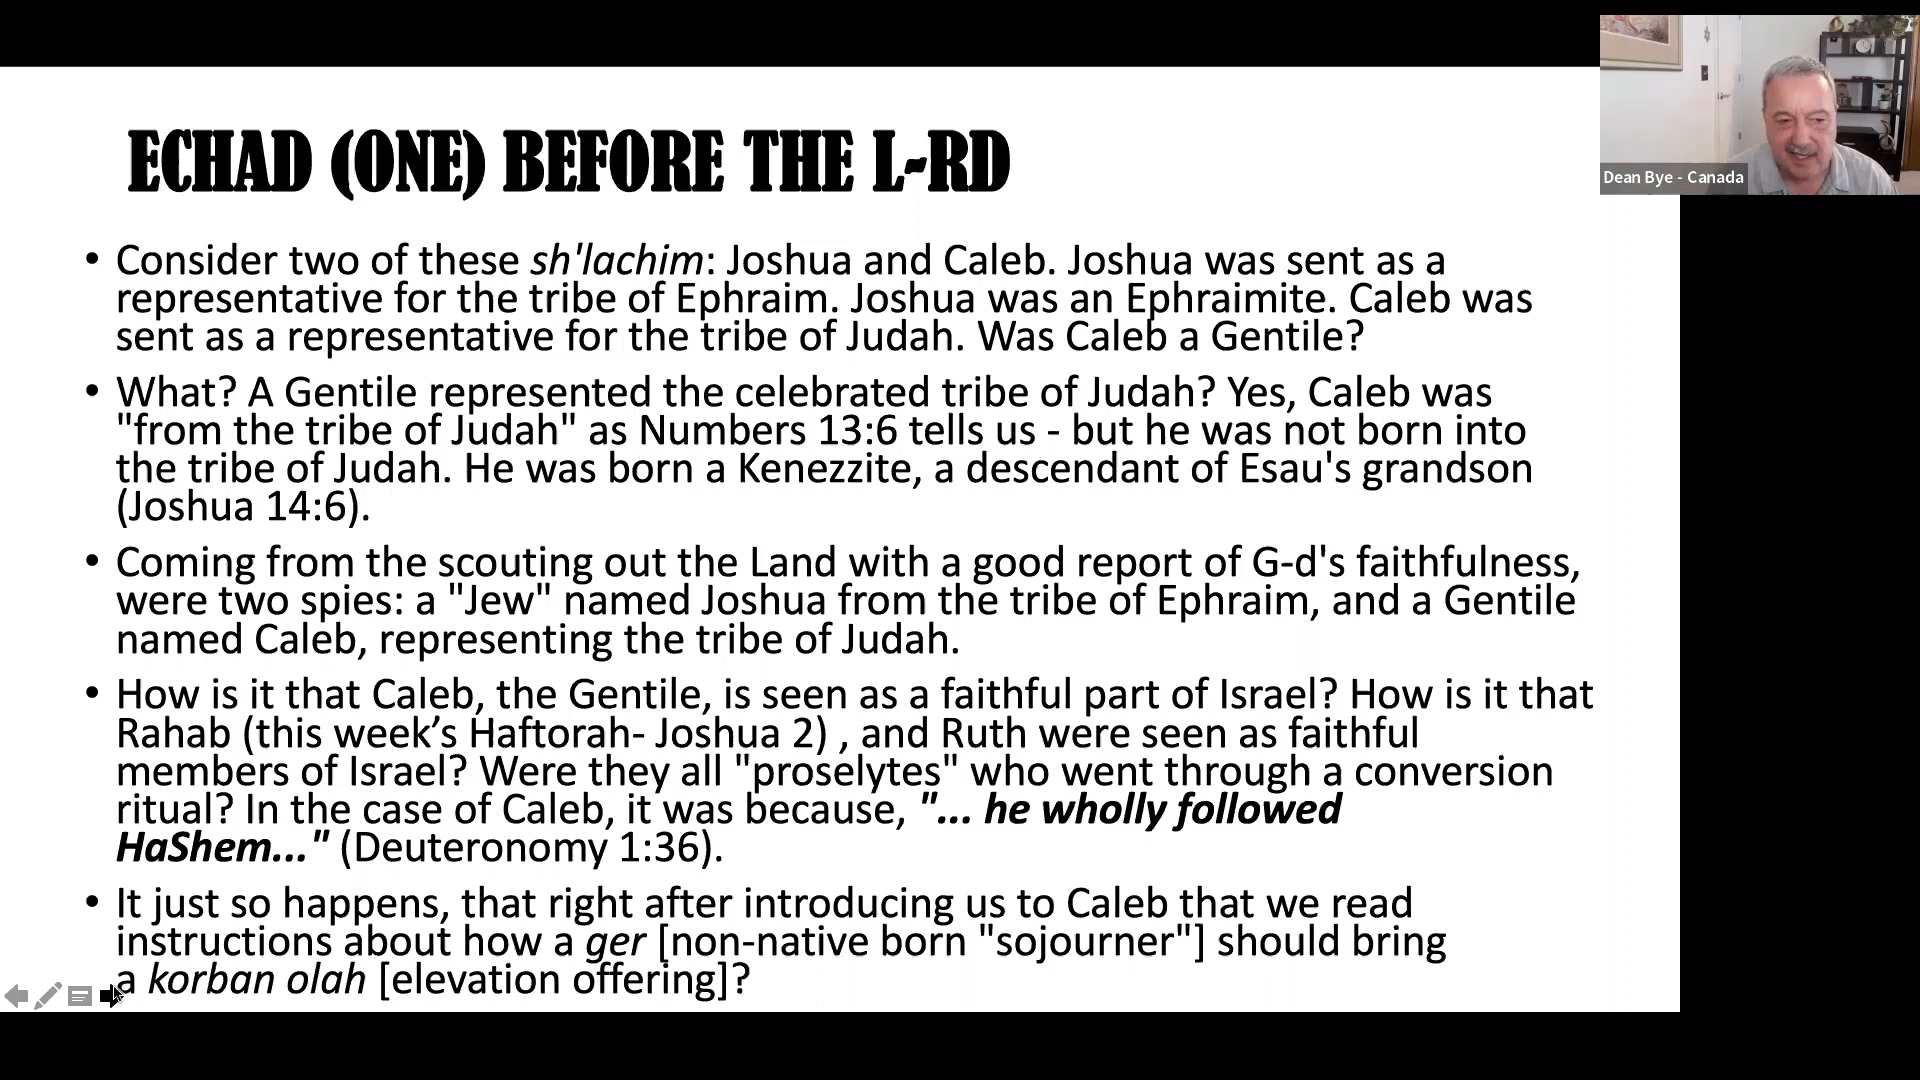 ECHAD (ONE) BEFORE THE L-RD
Dean Bye - Canada
• Consider two of these sh'lachim: Joshua and Caleb. Joshua was sent as a
representative for the tribe of Ephraim. Joshua was an Ephraimite. Caleb was
sent as a representative for the tribe of Judah. Was Caleb a Gentile?
• What? A Gentile represented the celebrated tribe of Judah? Yes, Caleb was
"from the tribe of Judah" as Numbers 13:6 tells us - but he was not born into
the tribe of Judah. He was born a Kenezzite, a descendant of Esau's grandson
(Joshua 14:6).
• Coming from the scouting out the Land with a good report of G-d's faithfulness,
were two spies: a "Jew" named Joshua from the tribe of Ephraim, and a Gentile
named Caleb, representing the tribe of Judah.
• How is it that Caleb, the Gentile, is seen as a faithful part of Israel? How is it that
Rahab (this week’s Haftorah- Joshua 2) , and Ruth were seen as faithful
members of Israel? Were they all "proselytes" who went through a conversion
ritual? In the case of Caleb, it was because, "... he wholly followed
HaShem..." (Deuteronomy 1:36).
• It just so happens, that right after introducing us to Caleb that we read
instructions about how a ger [non-native born "sojourner"] should bring
a korban olah [elevation offering]?